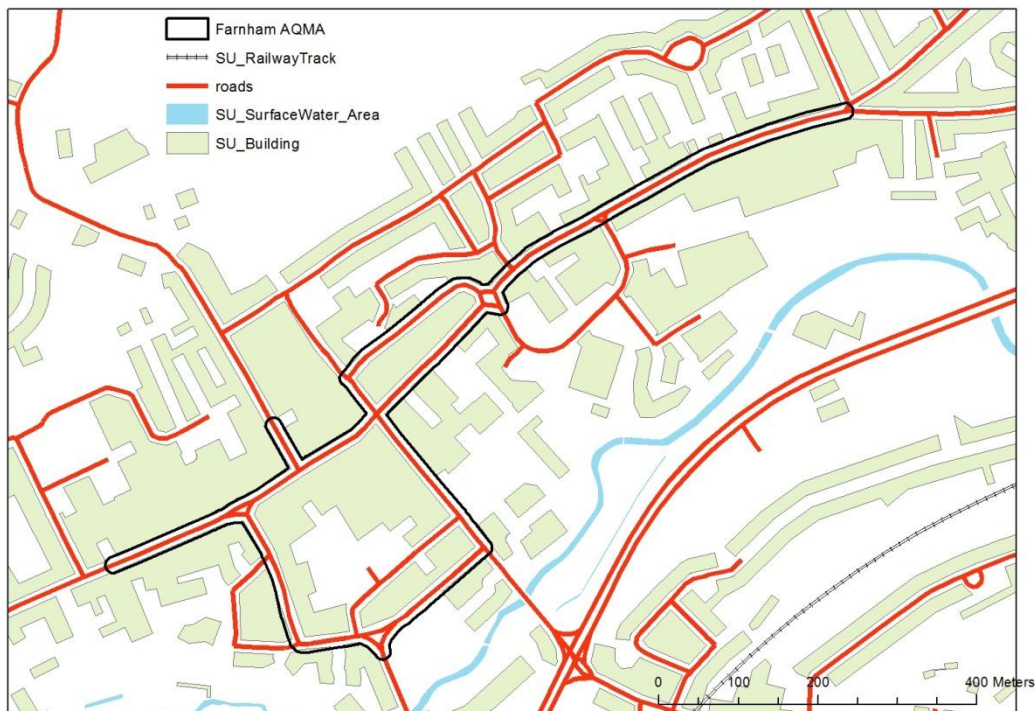 Farnham AQMA
SU_RailwayTrack
roads
SU_SurfaceWater_Area
SU_Building
0 100 200 400 Meters